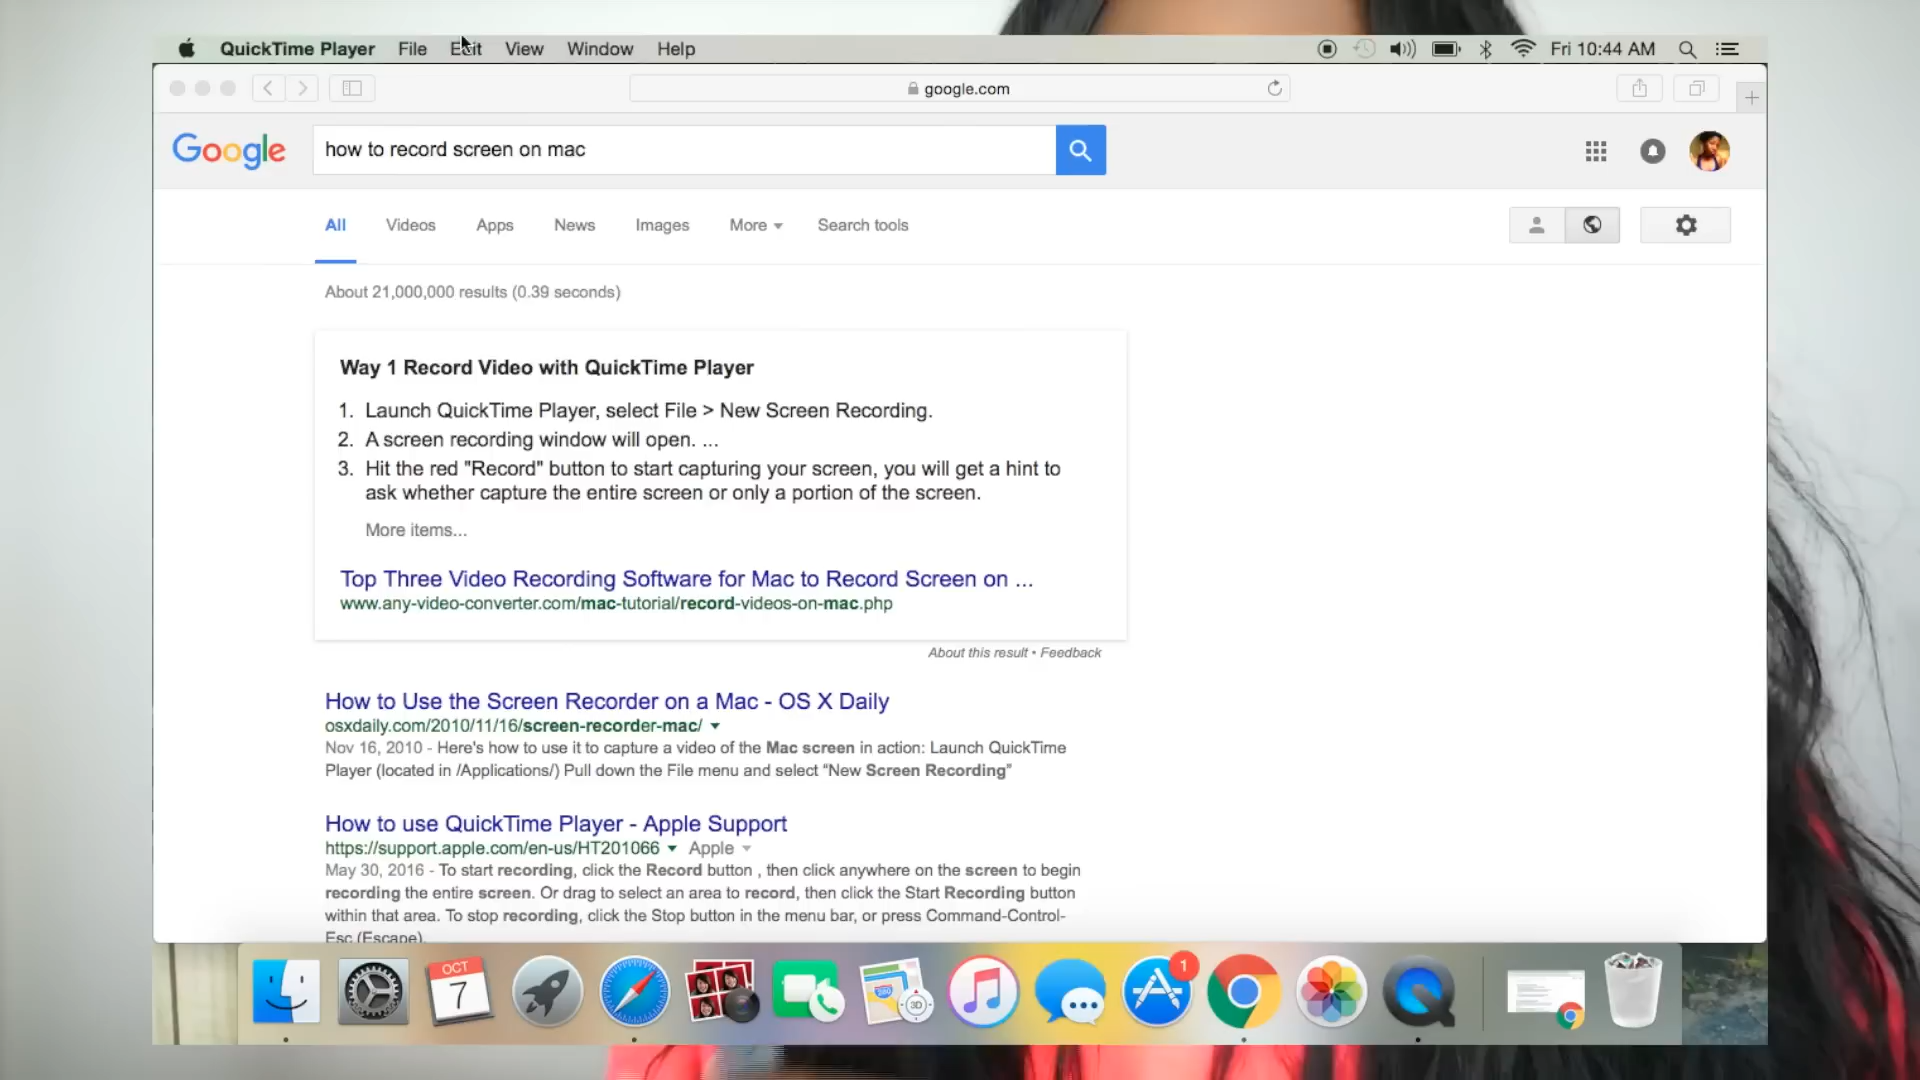 QuickTime Player File Edit View Window Help Fri 10:44 AM
google.com
Google how to record screen on mac
All Videos Apps News Images More Search tools
About 21,000,000 results (0.39 seconds)
Way 1 Record Video with QuickTime Player
1. Launch QuickTime Player, select File > New Screen Recording.
2. A screen recording window will open. ...
3. Hit the red "Record" button to start capturing your screen, you will get a hint to
ask whether capture the entire screen or only a portion of the screen.
More items...
Top Three Video Recording Software for Mac to Record Screen on ...
www.any-video-converter.com/mac-tutorial/record-videos-on-mac.php
About this result • Feedback
How to Use the Screen Recorder on a Mac - OS X Daily
osxdaily.com/2010/11/16/screen-recorder-mac/
Nov 16, 2010 - Here's how to use it to capture a video of the Mac screen in action: Launch QuickTime
Player (located in /Applications/) Pull down the File menu and select “New Screen Recording”
How to use QuickTime Player - Apple Support
https://support.apple.com/en-us/HT201066 Apple
May 30, 2016 - To start recording, click the Record button , then click anywhere on the screen to begin
recording the entire screen. Or drag to select an area to record, then click the Start Recording button
within that area. To stop recording, click the Stop button in the menu bar, or press Command-Control-
Esc (Escape).
OCT
7
280
3D
1